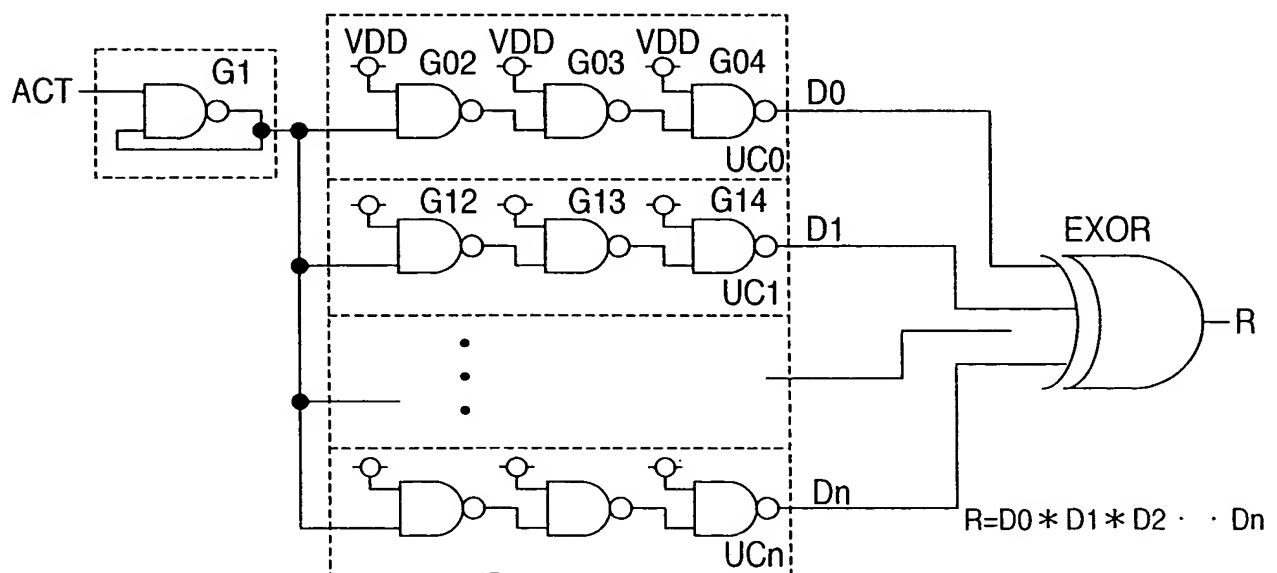 VDD VDD VDD
G1 G02 G03 G04
ACT D0
UC0
G12 G13 G14 D1 EXOR
UC1
R
Dn
R=D0＊D1＊D2 · · Dn
UCn